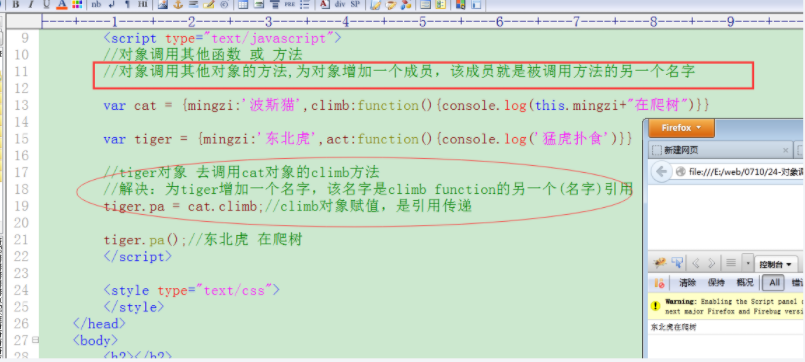 B I U A nb ↵ ¶ HI PRE A div SP
----+----1----+----2----+----3----+----4----+----5----+----6----+----7----+----8----+----9----+
9 <script type="text/javascript">
10 //对象调用其他函数 或 方法
11 //对象调用其他对象的方法,为对象增加一个成员，该成员就是被调用方法的另一个名字
12
13 var cat = {mingzi:'波斯猫',climb:function(){console.log(this.mingzi+"在爬树")}}
14
15 var tiger = {mingzi:'东北虎',act:function(){console.log('猛虎扑食')}}
16
17 //tiger对象 去调用cat对象的climb方法
18 //解决：为tiger增加一个名字，该名字是climb function的另一个(名字)引用
19 tiger.pa = cat.climb;//climb对象赋值，是引用传递
20
21 tiger.pa();//东北虎 在爬树
22 </script>
23
24 <style type="text/css">
25 </style>
26 </head>
27 <body>
28 <h2></h2>
Firefox
新建网页
file:///E:/web/0710/24-对象调
控制台
清除 保持 概况 All 错
Warning: Enabling the Script panel
next major Firefox and Firebug versi
东北虎在爬树